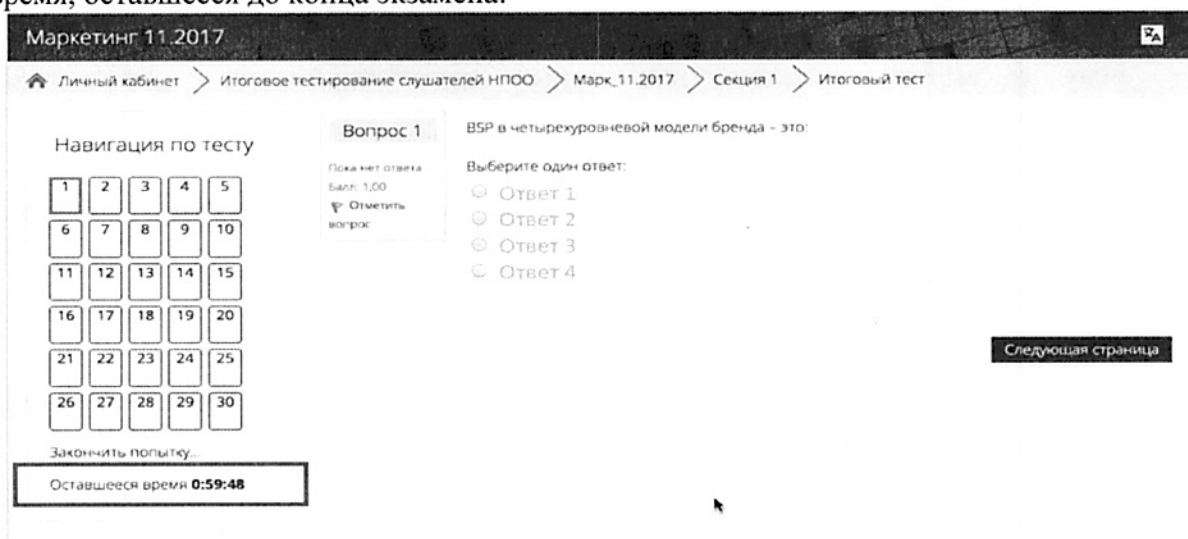 время, оставшееся до конца экзамена.
Маркетинг 11.2017
Личный кабинет > Итоговое тестирование слушателей НПОО > Марк_11.2017 > Секция 1 > Итоговый тест
Навигация по тесту
1 2 3 4 5
6 7 8 9 10
11 12 13 14 15
16 17 18 19 20
21 22 23 24 25
26 27 28 29 30
Закончить попытку...
Оставшееся время 0:59:48
Вопрос 1
Пока нет ответа
Балл: 1,00
Отметить
вопрос
BSP в четырехуровневой модели бренда – это:
Выберите один ответ:
Ответ 1
Ответ 2
Ответ 3
Ответ 4
Следующая страница